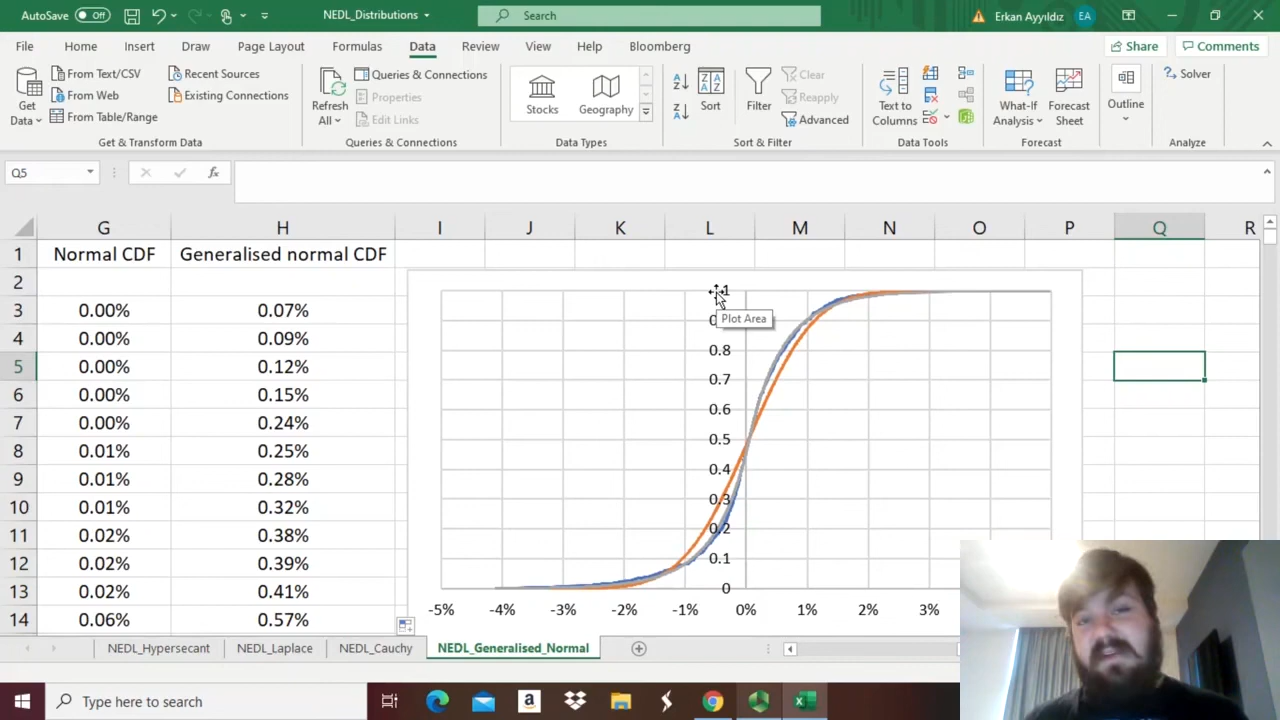 AutoSave Off NEDL_Distributions Search Erkan Ayyıldız EA
File Home Insert Draw Page Layout Formulas Data Review View Help Bloomberg Share Comments
Get Data
From Text/CSV
From Web
From Table/Range
Recent Sources
Existing Connections
Get & Transform Data
Refresh All
Queries & Connections
Properties
Edit Links
Queries & Connections
Stocks Geography
Data Types
Sort
Filter
Clear
Reapply
Advanced
Sort & Filter
Text to Columns
Data Tools
What-If Analysis
Forecast Sheet
Forecast
Outline
Solver
Analyze
Q5 fx
G H I J K L M N O P Q R
1 Normal CDF Generalised normal CDF
2
3 0.00% 0.07%
4 0.00% 0.09%
5 0.00% 0.12%
6 0.00% 0.15%
7 0.00% 0.24%
8 0.01% 0.25%
9 0.01% 0.28%
10 0.01% 0.32%
11 0.02% 0.38%
12 0.02% 0.39%
13 0.02% 0.41%
14 0.06% 0.57%
1
Plot Area
0.8
0.7
0.6
0.5
0.4
0.3
0.2
0.1
0
-5% -4% -3% -2% -1% 0% 1% 2% 3%
NEDL_Hypersecant NEDL_Laplace NEDL_Cauchy NEDL_Generalised_Normal
Type here to search